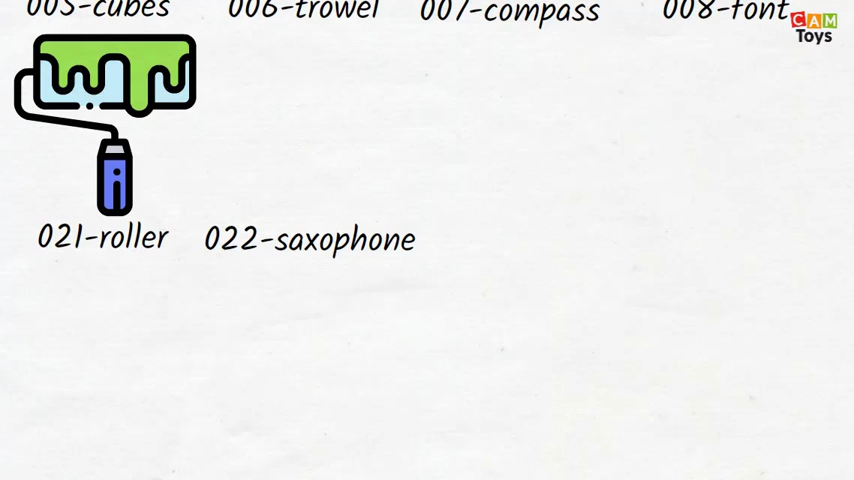 005-cubes 006-trowel 007-compass 008-font
CAM
Toys
021-roller 022-saxophone